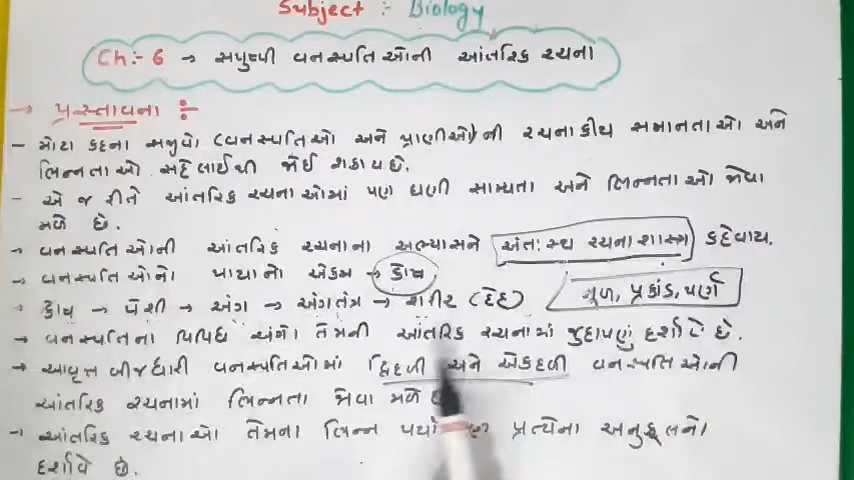 Subject :- Biology
Ch:- 6 → સપુષ્પી વનસ્પતિઓની આંતરિક રચના
→ પ્રસ્તાવના ÷
- મોટા કદના સજીવો (વનસ્પતિઓ અને પ્રાણીઓ)ની રચનાકીય સમાનતાઓ અને
ભિન્નતાઓ સહેલાઈથી જોઈ શકાય છે.
- એ જ રીતે આંતરિક રચનાઓમાં પણ ઘણી સામ્યતા અને ભિન્નતાઓ જોવા
મળે છે.
→ વનસ્પતિઓની આંતરિક રચનાના અભ્યાસને અંતઃસ્થ રચનાશાસ્ત્ર કહેવાય.
→ વનસ્પતિઓનો પાયાનો એકમ → કોષ
→ કોષ → પેશી → અંગ → અંગતંત્ર → શરીર (દેહ) મૂળ, પ્રકાંડ, પર્ણ
→ વનસ્પતિના વિવિધ અંગો તેમની આંતરિક રચનામાં જુદાપણું દર્શાવે છે.
→ આવૃત્ત બીજધારી વનસ્પતિઓમાં દ્વિદળી અને એકદળી વનસ્પતિઓની
આંતરિક રચનામાં ભિન્નતા જોવા મળે
→ આંતરિક રચનાઓ તેમના ભિન્ન પ્રત્યેના અનુકૂલનો
દર્શાવે છે.